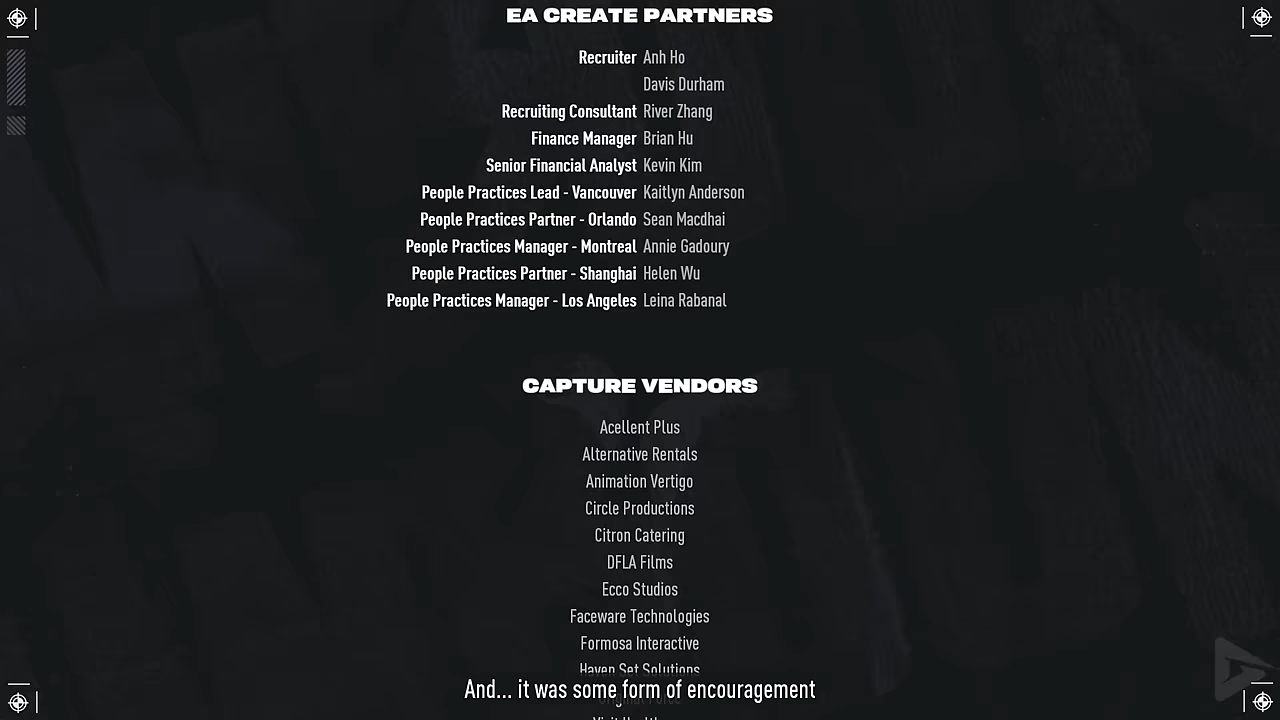 EA CREATE PARTNERS
Recruiter Anh Ho
Davis Durham
Recruiting Consultant River Zhang
Finance Manager Brian Hu
Senior Financial Analyst Kevin Kim
People Practices Lead - Vancouver Kaitlyn Anderson
People Practices Partner - Orlando Sean Macdhai
People Practices Manager - Montreal Annie Gadoury
People Practices Partner - Shanghai Helen Wu
People Practices Manager - Los Angeles Leina Rabanal
CAPTURE VENDORS
Acellent Plus
Alternative Rentals
Animation Vertigo
Circle Productions
Citron Catering
DFLA Films
Ecco Studios
Faceware Technologies
Formosa Interactive
Haven Set Solutions
And... it was some form of encouragement